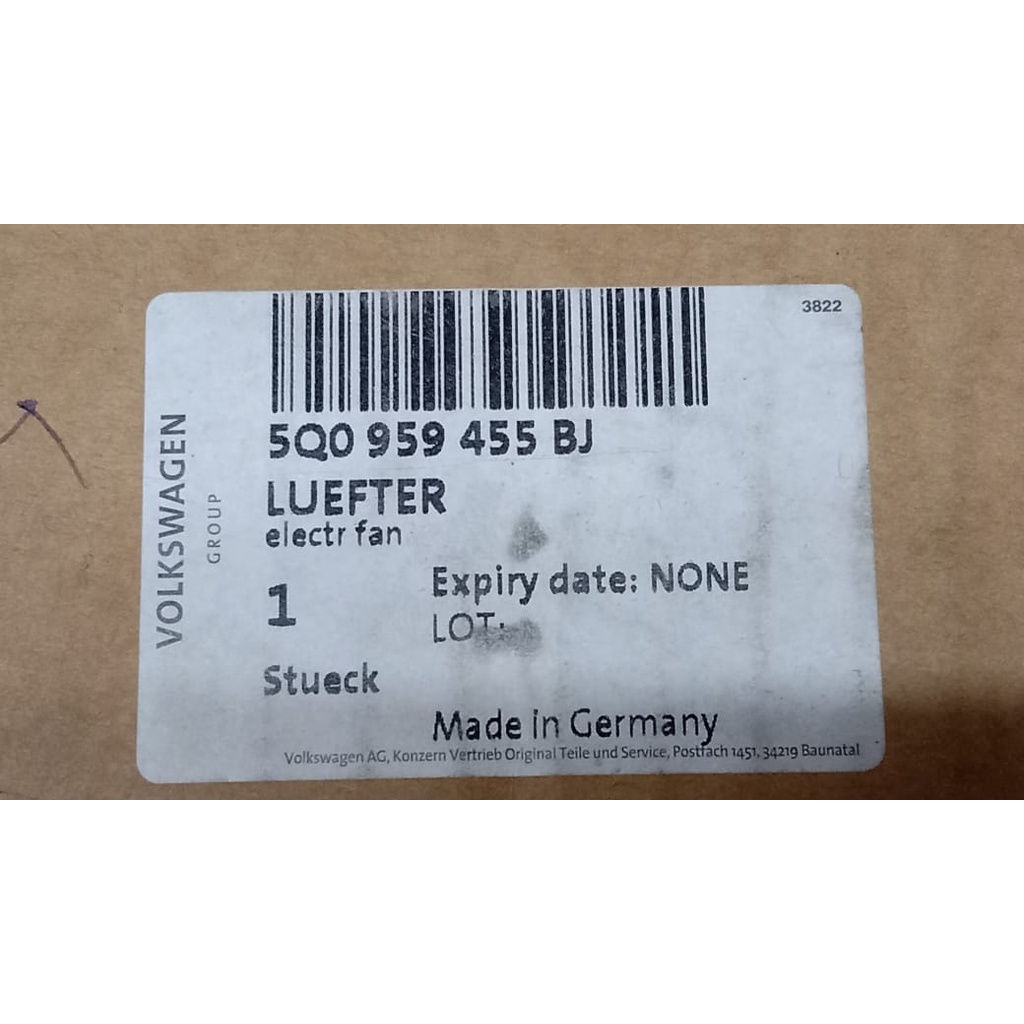 3822
VOLKSWAGEN
GROUP
5Q0 959 455 BJ
LUEFTER
electr fan
1
Expiry date: NONE
LOT:
Stueck
Made in Germany
Volkswagen AG, Konzern Vertrieb Original Teile und Service, Postfach 1451, 34219 Baunatal